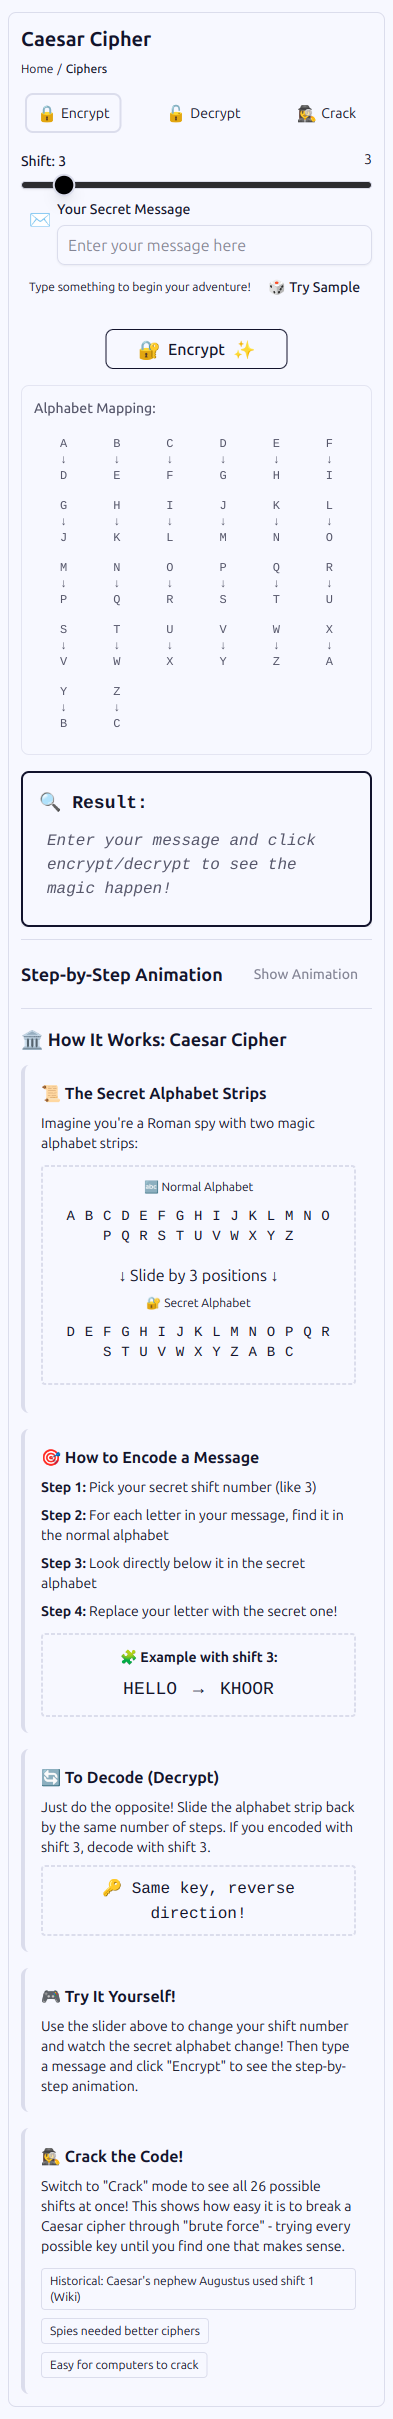 Caesar Cipher
Home / Ciphers
🔒 Encrypt 🔓 Decrypt 🕵️ Crack
Shift: 3 3
✉️ Your Secret Message
Enter your message here
Type something to begin your adventure! 🎲 Try Sample
🔐 Encrypt ✨
Alphabet Mapping:
A B C D E F
↓ ↓ ↓ ↓ ↓ ↓
D E F G H I
G H I J K L
↓ ↓ ↓ ↓ ↓ ↓
J K L M N O
M N O P Q R
↓ ↓ ↓ ↓ ↓ ↓
P Q R S T U
S T U V W X
↓ ↓ ↓ ↓ ↓ ↓
V W X Y Z A
Y Z
↓ ↓
B C
🔍 Result:
Enter your message and click
encrypt/decrypt to see the
magic happen!
Step-by-Step Animation Show Animation
🏛️ How It Works: Caesar Cipher
📜 The Secret Alphabet Strips
Imagine you're a Roman spy with two magic
alphabet strips:
🔤 Normal Alphabet
A B C D E F G H I J K L M N O
P Q R S T U V W X Y Z
↓ Slide by 3 positions ↓
🔐 Secret Alphabet
D E F G H I J K L M N O P Q R
S T U V W X Y Z A B C
🎯 How to Encode a Message
Step 1: Pick your secret shift number (like 3)
Step 2: For each letter in your message, find it in
the normal alphabet
Step 3: Look directly below it in the secret
alphabet
Step 4: Replace your letter with the secret one!
🧩 Example with shift 3:
HELLO → KHOOR
🔄 To Decode (Decrypt)
Just do the opposite! Slide the alphabet strip back
by the same number of steps. If you encoded with
shift 3, decode with shift 3.
🔑 Same key, reverse
direction!
🎮 Try It Yourself!
Use the slider above to change your shift number
and watch the secret alphabet change! Then type
a message and click "Encrypt" to see the step-by-
step animation.
🕵️ Crack the Code!
Switch to "Crack" mode to see all 26 possible
shifts at once! This shows how easy it is to break a
Caesar cipher through "brute force" - trying every
possible key until you find one that makes sense.
Historical: Caesar's nephew Augustus used shift 1
(Wiki)
Spies needed better ciphers
Easy for computers to crack